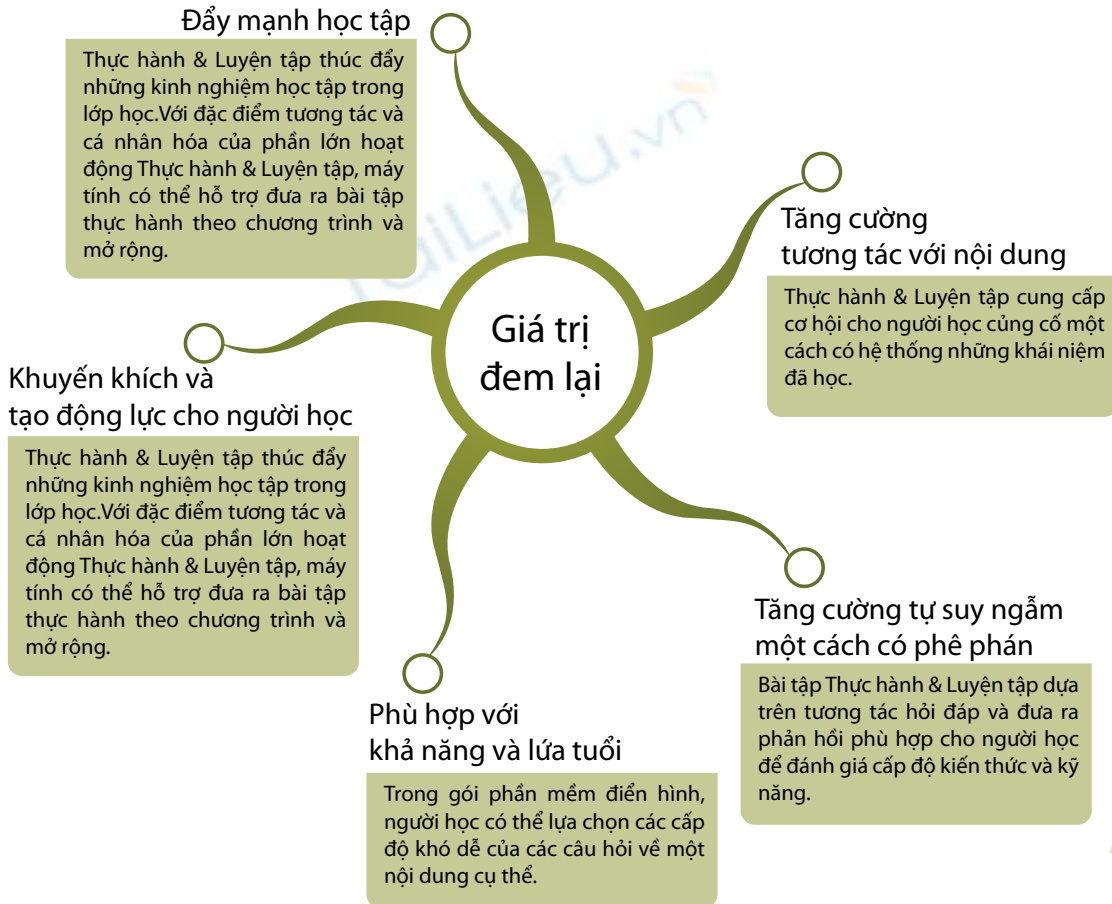 Đẩy mạnh học tập
Thực hành & Luyện tập thúc đẩy
những kinh nghiệm học tập trong
lớp học.Với đặc điểm tương tác và
cá nhân hóa của phần lớn hoạt
động Thực hành & Luyện tập, máy
tính có thể hỗ trợ đưa ra bài tập
thực hành theo chương trình và
mở rộng.
TaiLieu.vn
Tăng cường
tương tác với nội dung
Thực hành & Luyện tập cung cấp
cơ hội cho người học củng cố một
cách có hệ thống những khái niệm
đã học.
Giá trị
đem lại
Khuyến khích và
tạo động lực cho người học
Thực hành & Luyện tập thúc đẩy
những kinh nghiệm học tập trong
lớp học.Với đặc điểm tương tác và
cá nhân hóa của phần lớn hoạt
động Thực hành & Luyện tập, máy
tính có thể hỗ trợ đưa ra bài tập
thực hành theo chương trình và
mở rộng.
Tăng cường tự suy ngẫm
một cách có phê phán
Bài tập Thực hành & Luyện tập dựa
trên tương tác hỏi đáp và đưa ra
phản hồi phù hợp cho người học
để đánh giá cấp độ kiến thức và kỹ
năng.
Phù hợp với
khả năng và lứa tuổi
Trong gói phần mềm điển hình,
người học có thể lựa chọn các cấp
độ khó dễ của các câu hỏi về một
nội dung cụ thể.